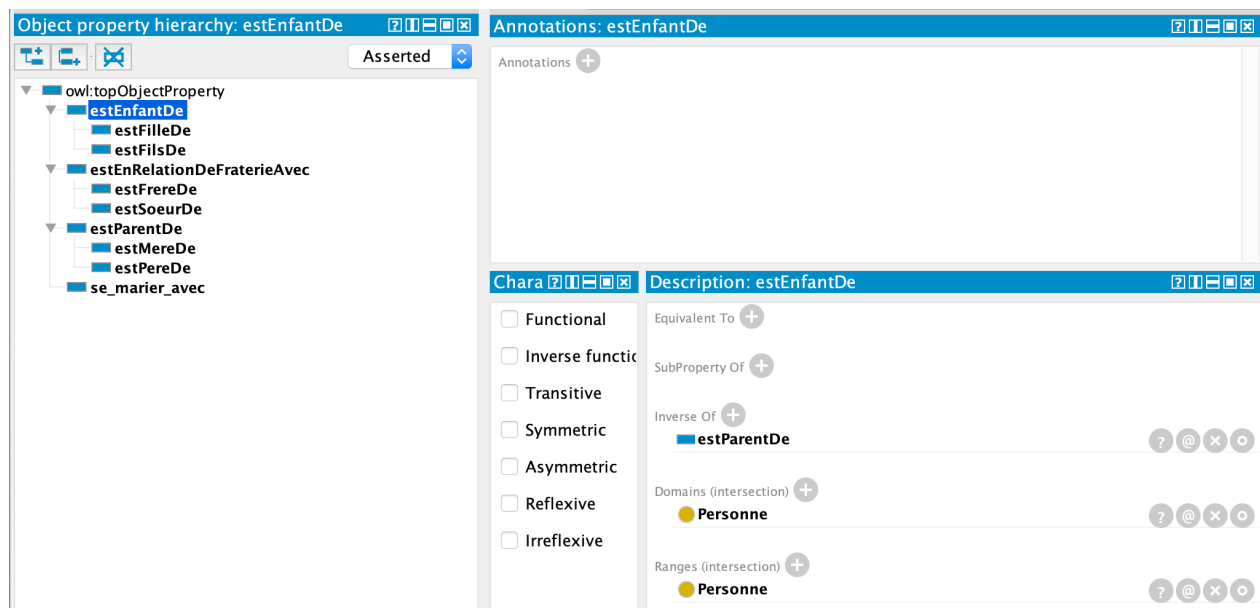 Object property hierarchy: estEnfantDe
Asserted
owl:topObjectProperty
estEnfantDe
estFilleDe
estFilsDe
estEnRelationDeFraterieAvec
estFrereDe
estSoeurDe
estParentDe
estMereDe
estPereDe
se_marier_avec
Annotations: estEnfantDe
Annotations
Chara
Functional
Inverse functio
Transitive
Symmetric
Asymmetric
Reflexive
Irreflexive
Description: estEnfantDe
Equivalent To
SubProperty Of
Inverse Of
estParentDe
Domains (intersection)
Personne
Ranges (intersection)
Personne